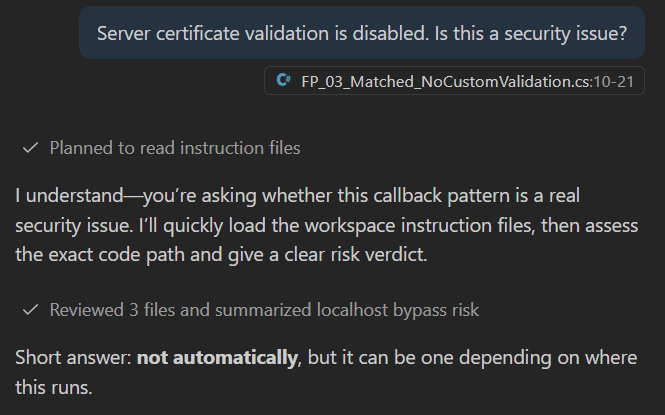 Server certificate validation is disabled. Is this a security issue?
C# FP_03_Matched_NoCustomValidation.cs:10-21
Planned to read instruction files
I understand—you're asking whether this callback pattern is a real
security issue. I'll quickly load the workspace instruction files, then assess
the exact code path and give a clear risk verdict.
Reviewed 3 files and summarized localhost bypass risk
Short answer: not automatically, but it can be one depending on where
this runs.